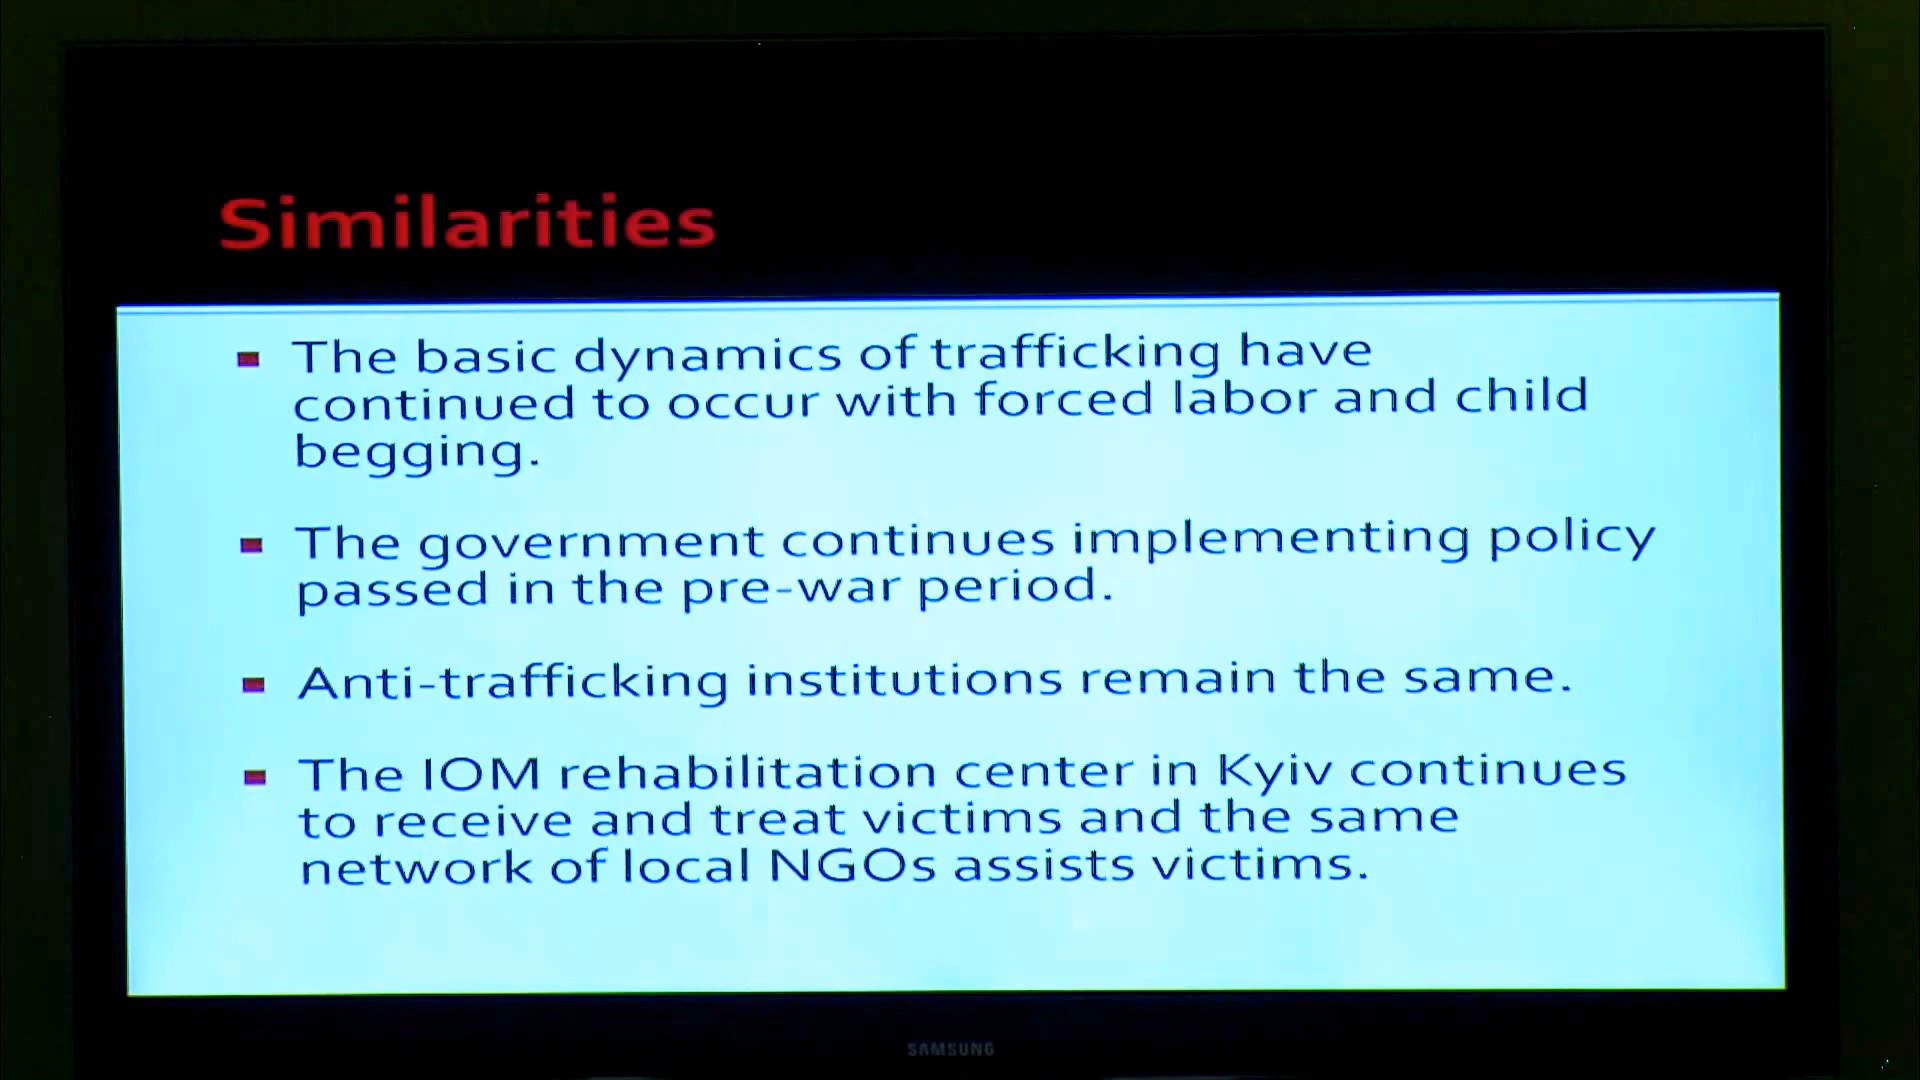 Similarities
The basic dynamics of trafficking have
continued to occur with forced labor and child
begging.
The government continues implementing policy
passed in the pre-war period.
Anti-trafficking institutions remain the same.
The IOM rehabilitation center in Kyiv continues
to receive and treat victims and the same
network of local NGOs assists victims.
SAMSUNG